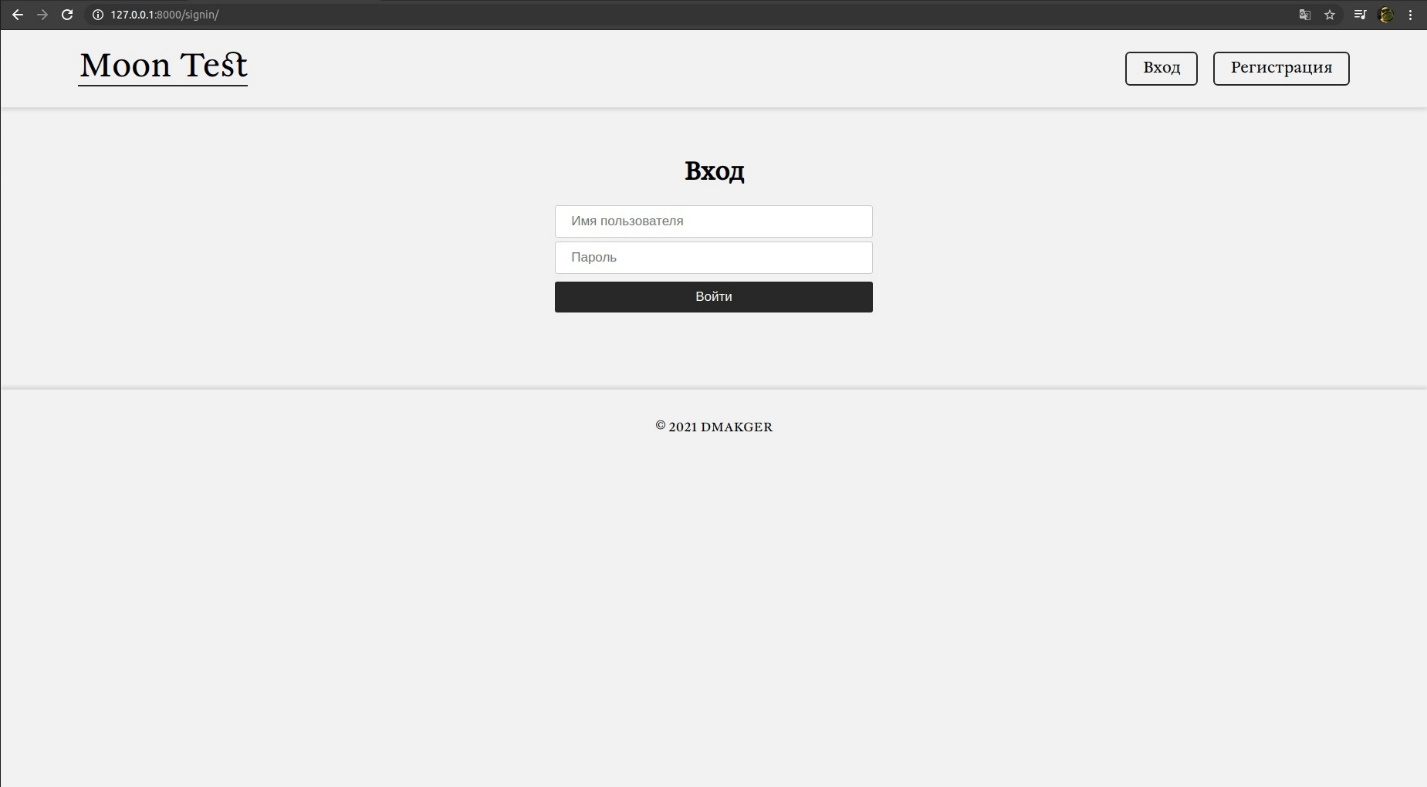 127.0.0.1:8000/signin/
Moon Test
Вход
Регистрация
Вход
Имя пользователя
Пароль
Войти
© 2021 DMAKGER